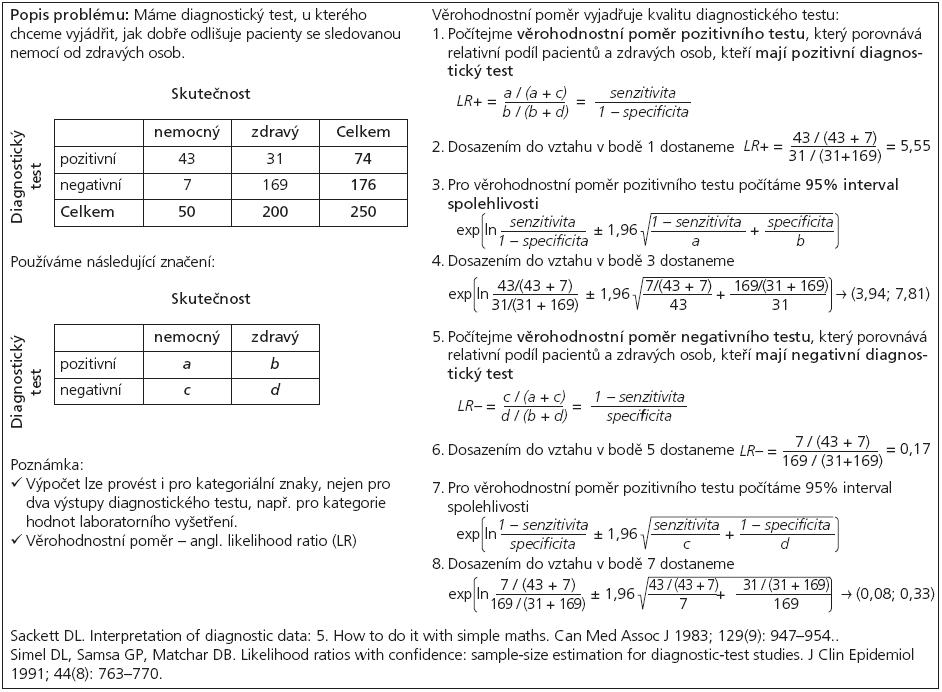 Popis problému: Máme diagnostický test, u kterého
chceme vyjádřit, jak dobře odlišuje pacienty se sledovanou
nemocí od zdravých osob.
Skutečnost
Diagnostický
test
nemocný zdravý Celkem
pozitivní 43 31 74
negativní 7 169 176
Celkem 50 200 250
Používáme následující značení:
Skutečnost
Diagnostický
test
nemocný zdravý
pozitivní a b
negativní c d
Poznámka:
✓ Výpočet lze provést i pro kategoriální znaky, nejen pro
dva výstupy diagnostického testu, např. pro kategorie
hodnot laboratorního vyšetření.
✓ Věrohodnostní poměr – angl. likelihood ratio (LR)
Věrohodnostní poměr vyjadřuje kvalitu diagnostického testu:
1. Počítejme věrohodnostní poměr pozitivního testu, který porovnává
relativní podíl pacientů a zdravých osob, kteří mají pozitivní diagnos-
tický test
LR+ = a / (a + c) / b / (b + d) = senzitivita / 1 – specificita
2. Dosazením do vztahu v bodě 1 dostaneme LR+ = 43 / (43 + 7) / 31 / (31+169) = 5,55
3. Pro věrohodnostní poměr pozitivního testu počítáme 95% interval
spolehlivosti
exp(ln senzitivita / 1 – specificita ± 1,96 √ 1 – senzitivita / a + specificita / b)
4. Dosazením do vztahu v bodě 3 dostaneme
exp(ln 43/(43 + 7) / 31/(31 + 169) ± 1,96 √ 7/(43 + 7) / 43 + 169/(31 + 169) / 31) → (3,94; 7,81)
5. Počítejme věrohodnostní poměr negativního testu, který porovnává
relativní podíl pacientů a zdravých osob, kteří mají negativní diagnos-
tický test
LR– = c / (a + c) / d / (b + d) = 1 – senzitivita / specificita
6. Dosazením do vztahu v bodě 5 dostaneme LR– = 7 / (43 + 7) / 169 / (31+169) = 0,17
7. Pro věrohodnostní poměr pozitivního testu počítáme 95% interval
spolehlivosti
exp(ln 1 – senzitivita / specificita ± 1,96 √ senzitivita / c + 1 – specificita / d)
8. Dosazením do vztahu v bodě 7 dostaneme
exp(ln 7 / (43 + 7) / 169 / (31 + 169) ± 1,96 √ 43 / (43 + 7) / 7 + 31 / (31 + 169) / 169) → (0,08; 0,33)
Sackett DL. Interpretation of diagnostic data: 5. How to do it with simple maths. Can Med Assoc J 1983; 129(9): 947–954..
Simel DL, Samsa GP, Matchar DB. Likelihood ratios with confidence: sample-size estimation for diagnostic-test studies. J Clin Epidemiol
1991; 44(8): 763–770.